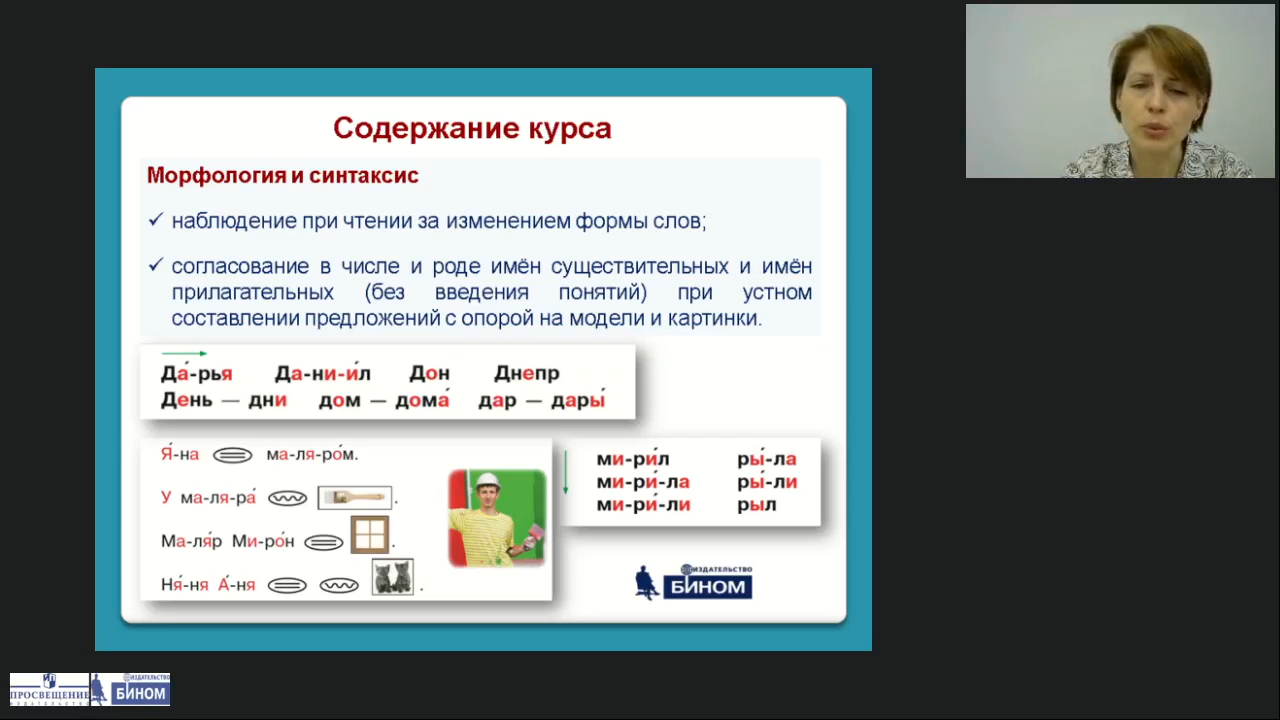 Содержание курса
Морфология и синтаксис
наблюдение при чтении за изменением формы слов;
согласование в числе и роде имён существительных и имён
прилагательных (без введения понятий) при устном
составлении предложений с опорой на модели и картинки.
Да́-рья Да-ни-и́л Дон Днепр
День — дни дом — дома́ дар — дары́
Я́-на ма-ля-ро́м.
У ма-ля-ра́ .
Ма-ля́р Ми-ро́н .
Ня́-ня А́-ня .
ми-ри́л ры́-ла
ми-ри́-ла ры́-ли
ми-ри́-ли рыл
ИЗДАТЕЛЬСТВО
БИНОМ
ПРОСВЕЩЕНИЕ
ИЗДАТЕЛЬСТВО
ИЗДАТЕЛЬСТВО
БИНОМ